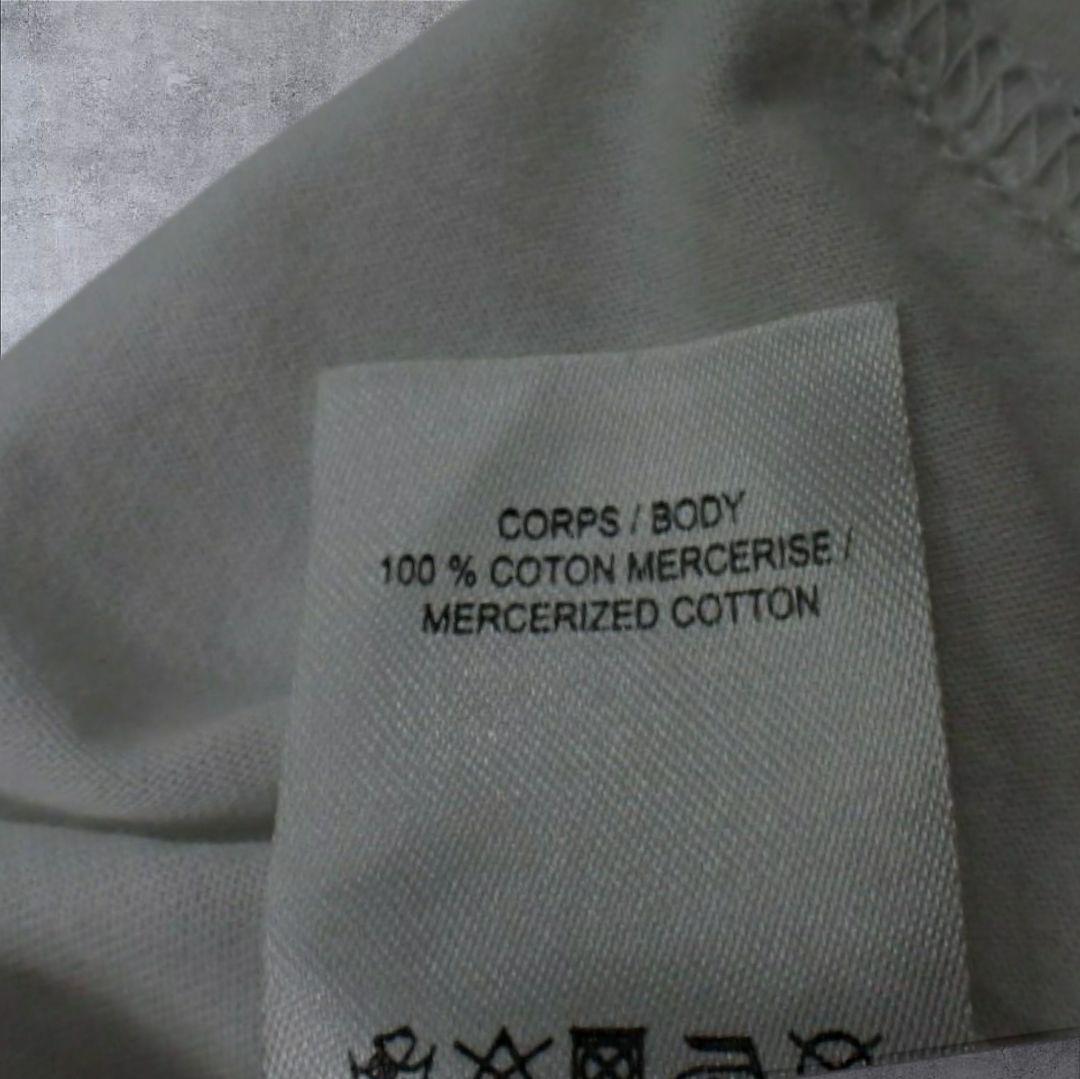 CORPS / BODY
100 % COTON MERCERISE /
MERCERIZED COTTON